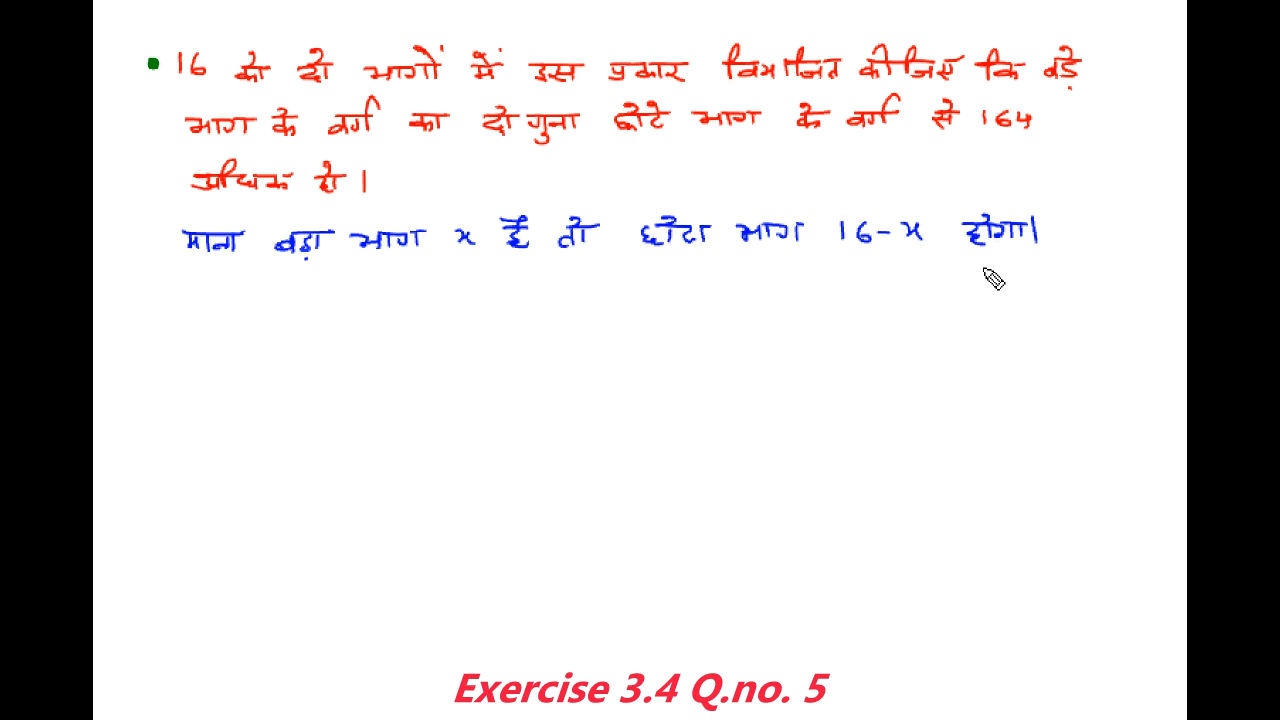 • 16 को दो भागों में इस प्रकार विभाजित कीजिए कि बड़े
भाग के वर्ग का दो गुना छोटे भाग के वर्ग से 164
अधिक हो।
माना बड़ा भाग x है तो छोटा भाग 16-x होगा।
Exercise 3.4 Q.no. 5